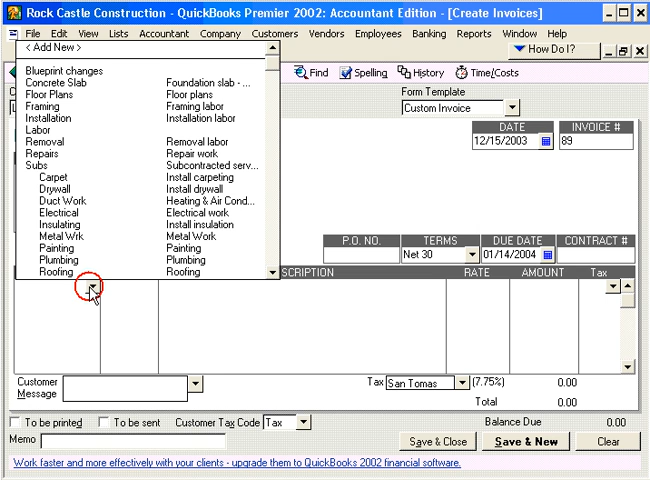 Rock Castle Construction - QuickBooks Premier 2002: Accountant Edition - [Create Invoices]
File Edit View Lists Accountant Company Customers Vendors Employees Banking Reports Window Help
How Do I?
< Add New >
Find Spelling History Time/Costs
Blueprint changes
Concrete Slab Foundation slab - ...
Floor Plans Floor plans
Framing Framing labor
Installation Installation labor
Labor
Removal Removal labor
Repairs Repair work
Subs Subcontracted serv...
Carpet Install carpeting
Drywall Install drywall
Duct Work Heating & Air Cond...
Electrical Electrical work
Insulating Install insulation
Metal Wrk Metal Work
Painting Painting
Plumbing Plumbing
Roofing Roofing
Form Template
Custom Invoice
DATE INVOICE #
12/15/2003 89
P.O. NO. TERMS DUE DATE CONTRACT #
Net 30 01/14/2004
SCRIPTION RATE AMOUNT Tax
Customer Message
Tax San Tomas (7.75%) 0.00
Total 0.00
To be printed To be sent Customer Tax Code Tax Balance Due 0.00
Memo
Save & Close Save & New Clear
Work faster and more effectively with your clients - upgrade them to QuickBooks 2002 financial software.